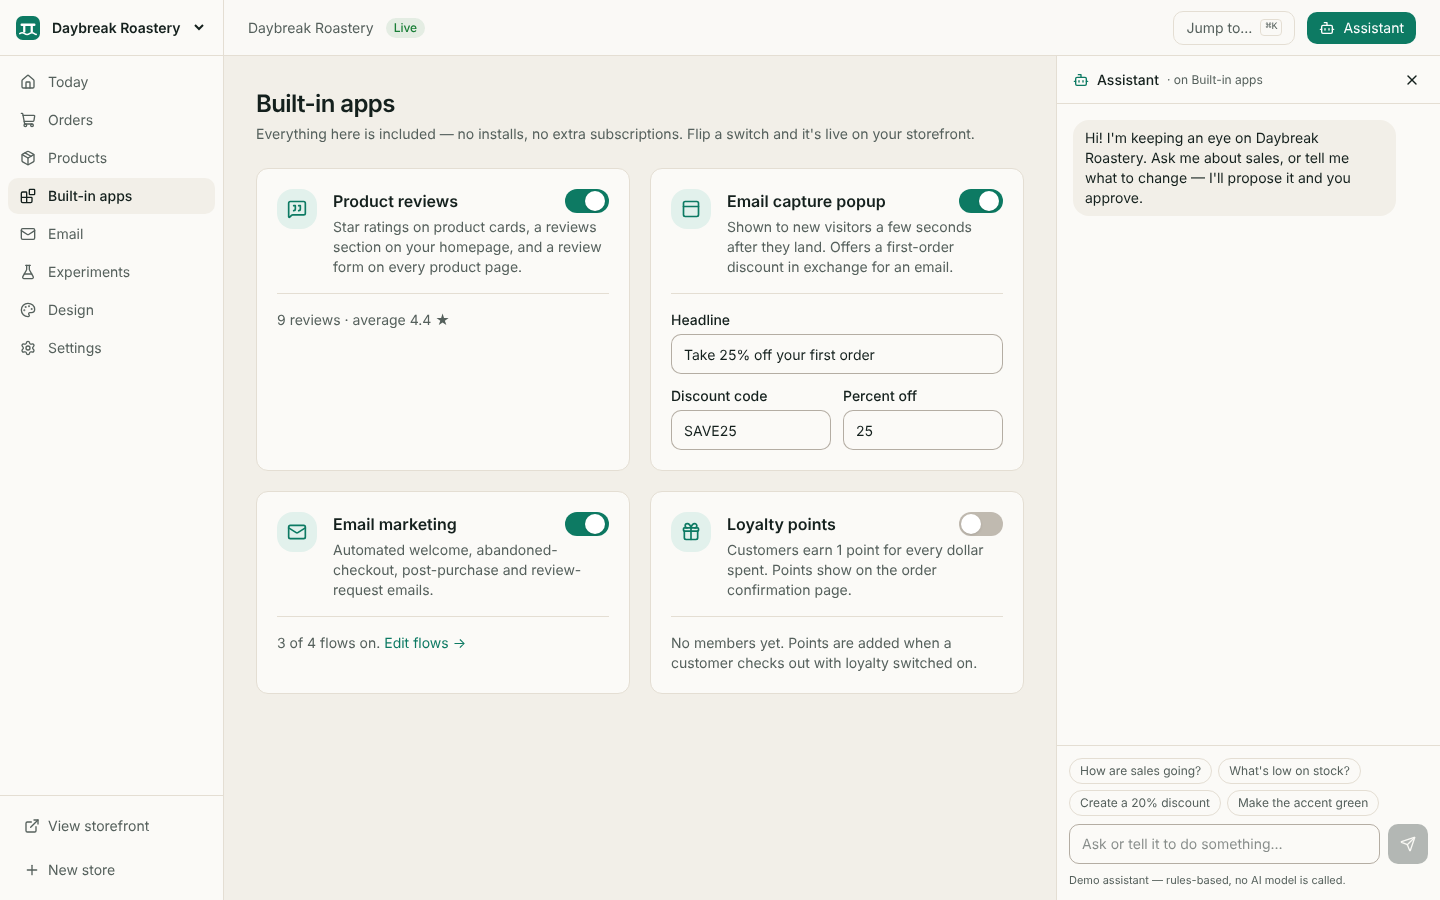 Daybreak Roastery
Daybreak Roastery
Live
Jump to...
⌘K
Assistant
Today
Orders
Products
Built-in apps
Email
Experiments
Design
Settings
View storefront
New store
Built-in apps
Everything here is included — no installs, no extra subscriptions. Flip a switch and it's live on your storefront.
Product reviews
Star ratings on product cards, a reviews
section on your homepage, and a review
form on every product page.
9 reviews · average 4.4 ★
Email capture popup
Shown to new visitors a few seconds
after they land. Offers a first-order
discount in exchange for an email.
Headline
Take 25% off your first order
Discount code
Percent off
SAVE25
25
Email marketing
Automated welcome, abandoned-
checkout, post-purchase and review-
request emails.
3 of 4 flows on. Edit flows →
Loyalty points
Customers earn 1 point for every dollar
spent. Points show on the order
confirmation page.
No members yet. Points are added when a
customer checks out with loyalty switched on.
Assistant · on Built-in apps
Hi! I'm keeping an eye on Daybreak
Roastery. Ask me about sales, or tell me
what to change — I'll propose it and you
approve.
How are sales going?
What's low on stock?
Create a 20% discount
Make the accent green
Ask or tell it to do something...
Demo assistant — rules-based, no AI model is called.